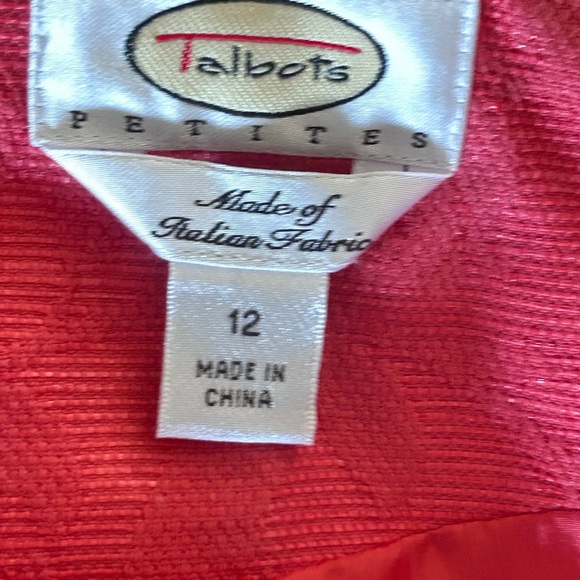 Talbots
PETITES
Made of
Italian Fabric
12
MADE IN
CHINA